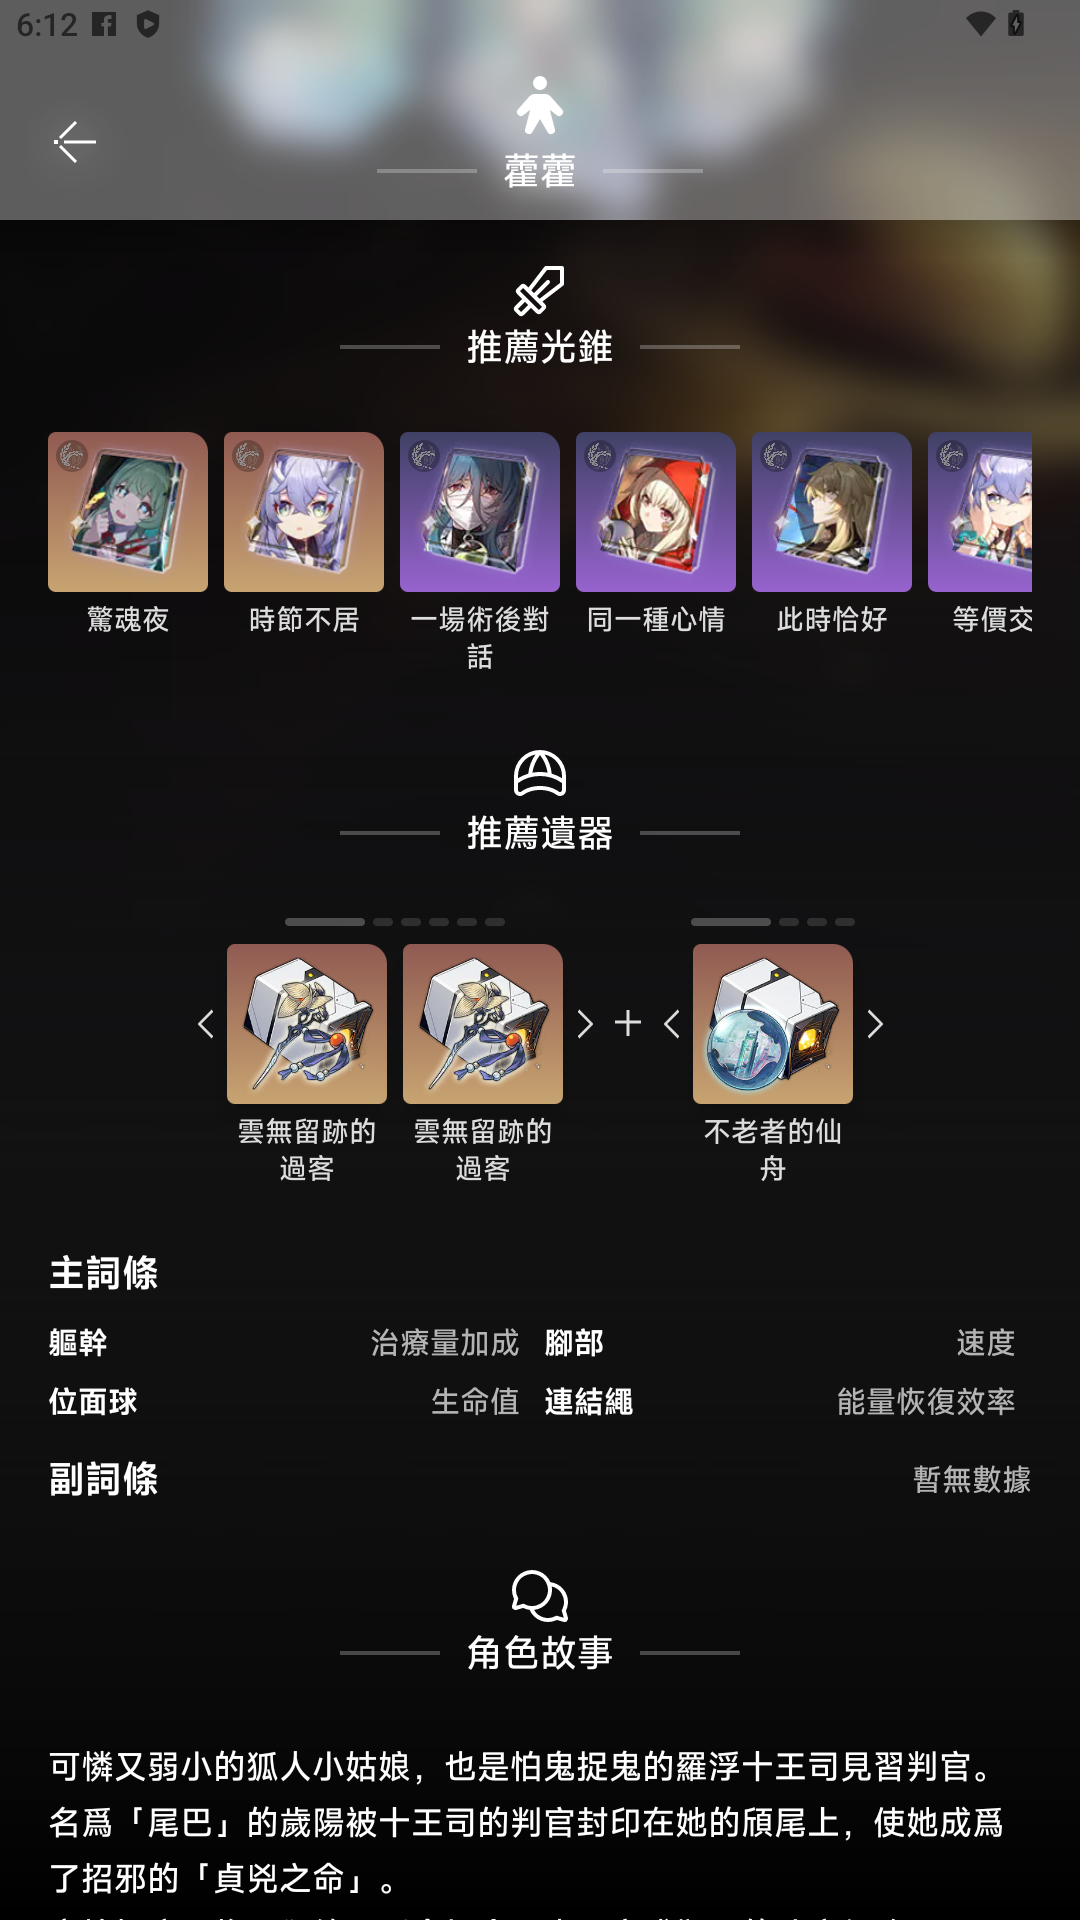 6:12
藿藿
推薦光錐
驚魂夜
時節不居
一場術後對
話
同一種心情
此時恰好
等價交
推薦遺器
雲無留跡的
過客
雲無留跡的
過客
不老者的仙
舟
主詞條
軀幹 治療量加成 腳部 速度
位面球 生命值 連結繩 能量恢復效率
副詞條 暫無數據
角色故事
可憐又弱小的狐人小姑娘，也是怕鬼捉鬼的羅浮十王司見習判官。
名爲「尾巴」的歲陽被十王司的判官封印在她的頎尾上，使她成爲
了招邪的「貞兇之命」。